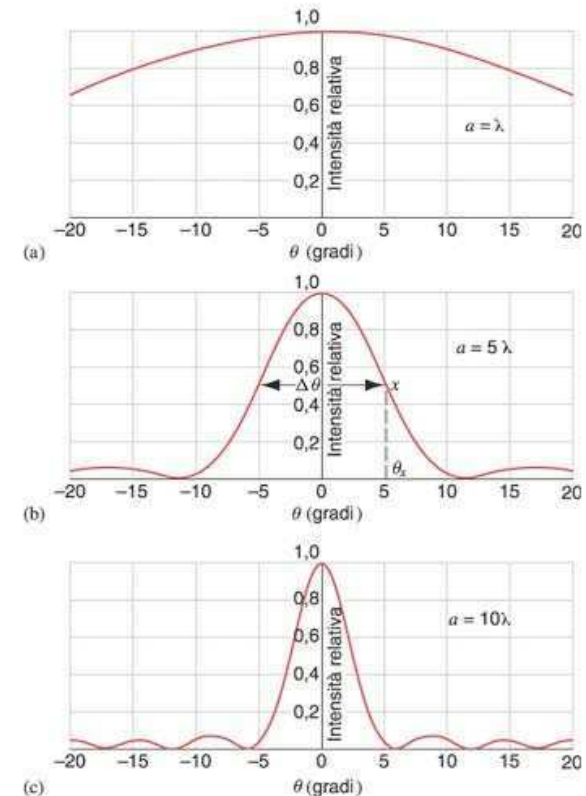 1,0
0,8
0,6
0,4
0,2
Intensità relativa
a = λ
−20 −15 −10 −5 0 5 10 15 20
(a)
θ (gradi)
1,0
0,8
0,6
0,4
0,2
Intensità relativa
a = 5 λ
Δθ
x
θx
−20 −15 −10 −5 0 5 10 15 20
(b)
θ (gradi)
1,0
0,8
0,6
0,4
0,2
Intensità relativa
a = 10λ
−20 −15 −10 −5 0 5 10 15 20
(c)
θ (gradi)